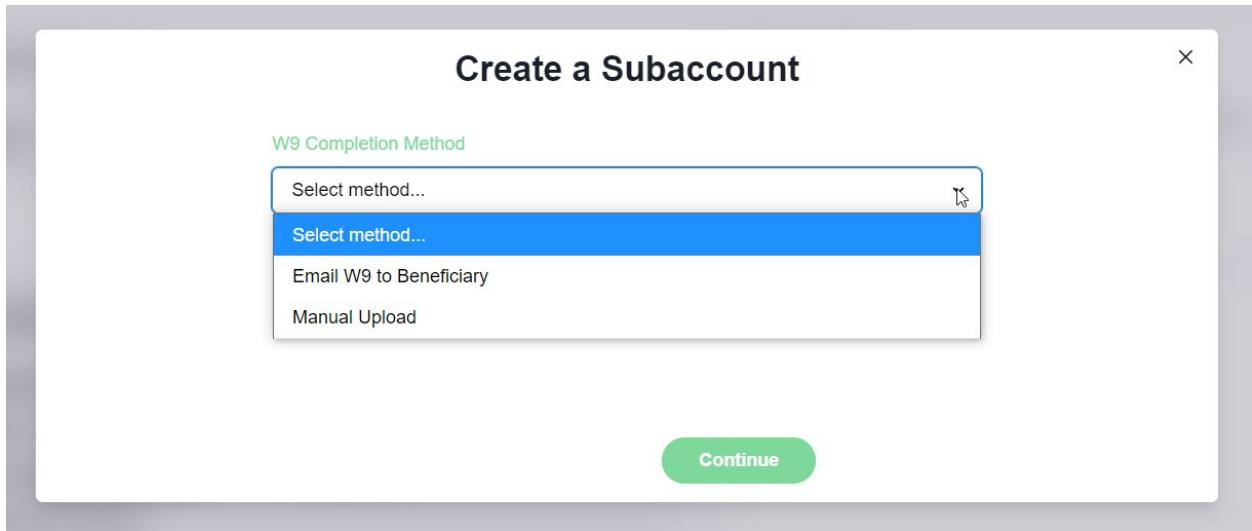 Create a Subaccount
W9 Completion Method
Select method...
Select method...
Email W9 to Beneficiary
Manual Upload
Continue